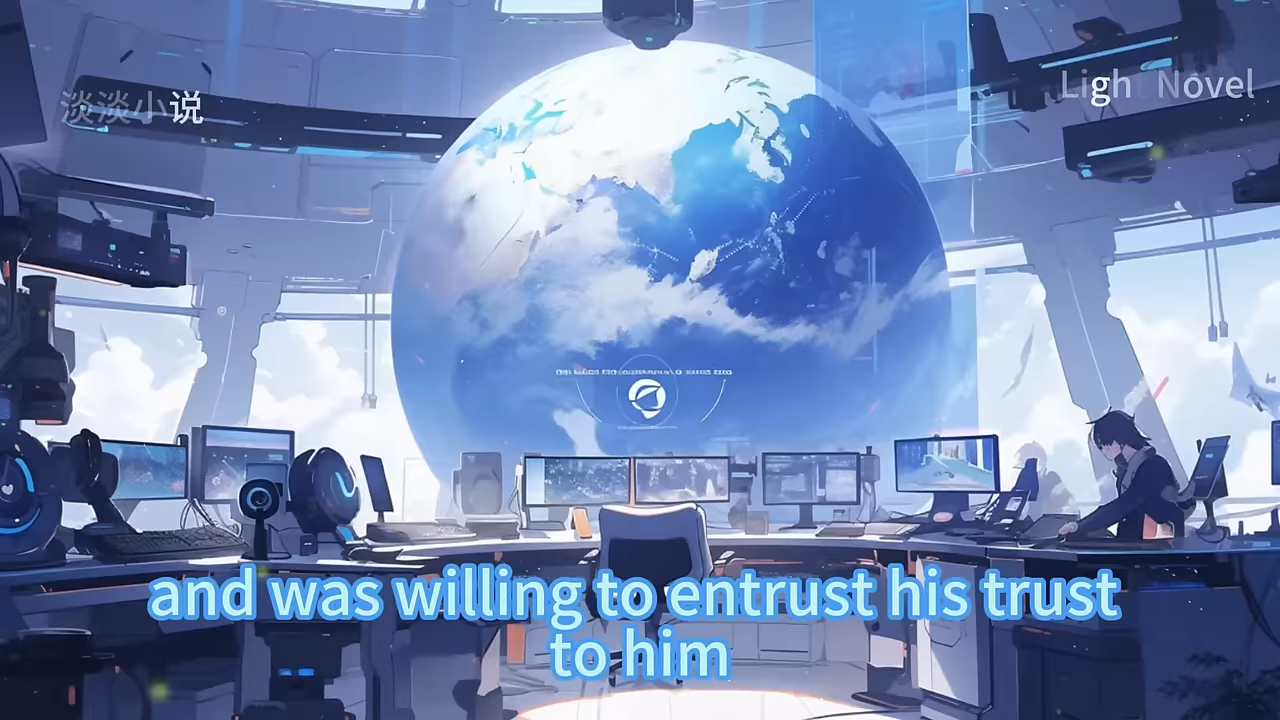 淡淡小说
Ligh Novel
and was willing to entrust his trust
to him